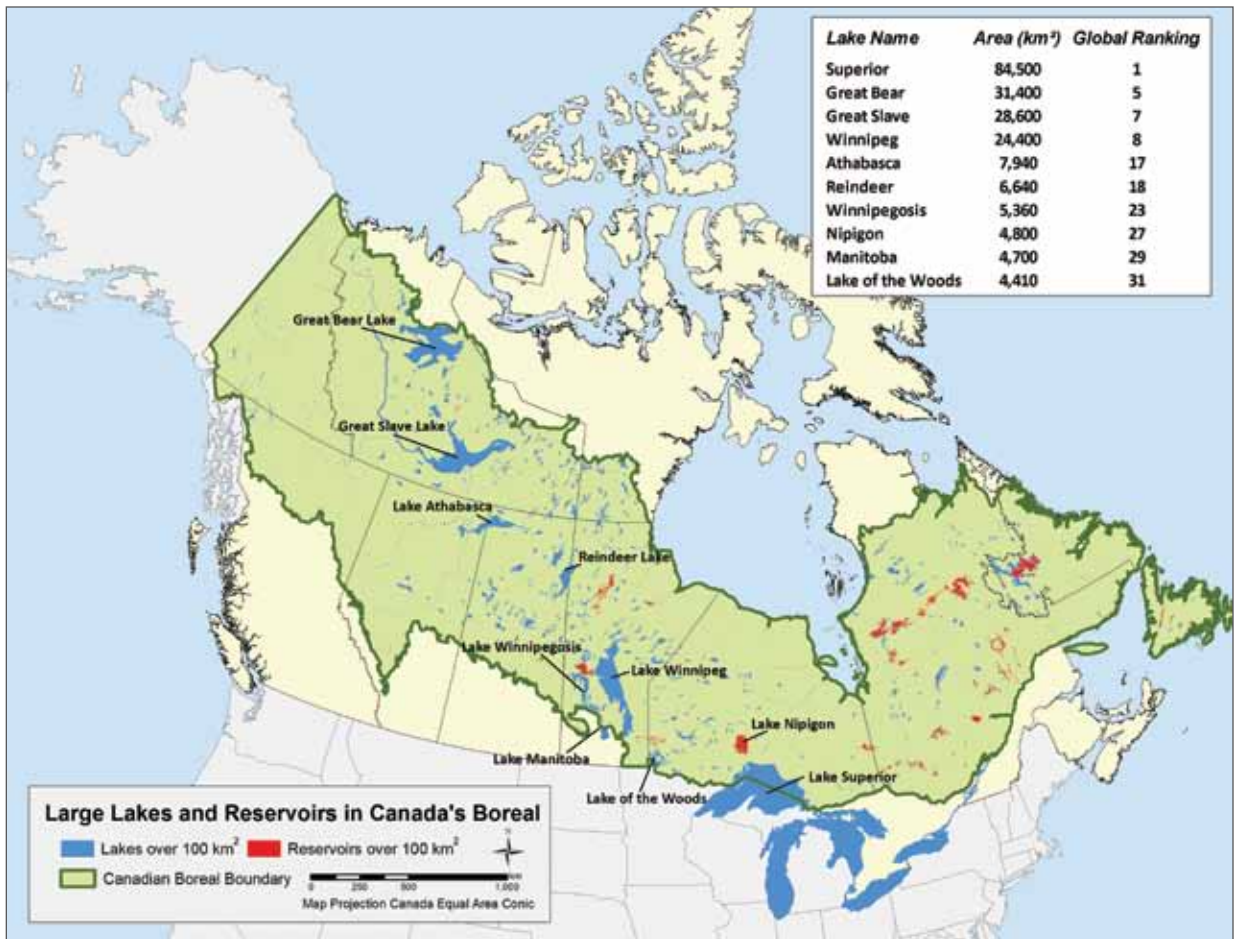 Lake Name Area (km²) Global Ranking
Superior 84,500 1
Great Bear 31,400 5
Great Slave 28,600 7
Winnipeg 24,400 8
Athabasca 7,940 17
Reindeer 6,640 18
Winnipegosis 5,360 23
Nipigon 4,800 27
Manitoba 4,700 29
Lake of the Woods 4,410 31
Great Bear Lake
Great Slave Lake
Lake Athabasca
Reindeer Lake
Lake Winnipegosis
Lake Winnipeg
Lake Nipigon
Lake Manitoba
Lake Superior
Lake of the Woods
Large Lakes and Reservoirs in Canada's Boreal
Lakes over 100 km² Reservoirs over 100 km²
N
Canadian Boreal Boundary
0 250 500 1,000
km
Map Projection Canada Equal Area Conic